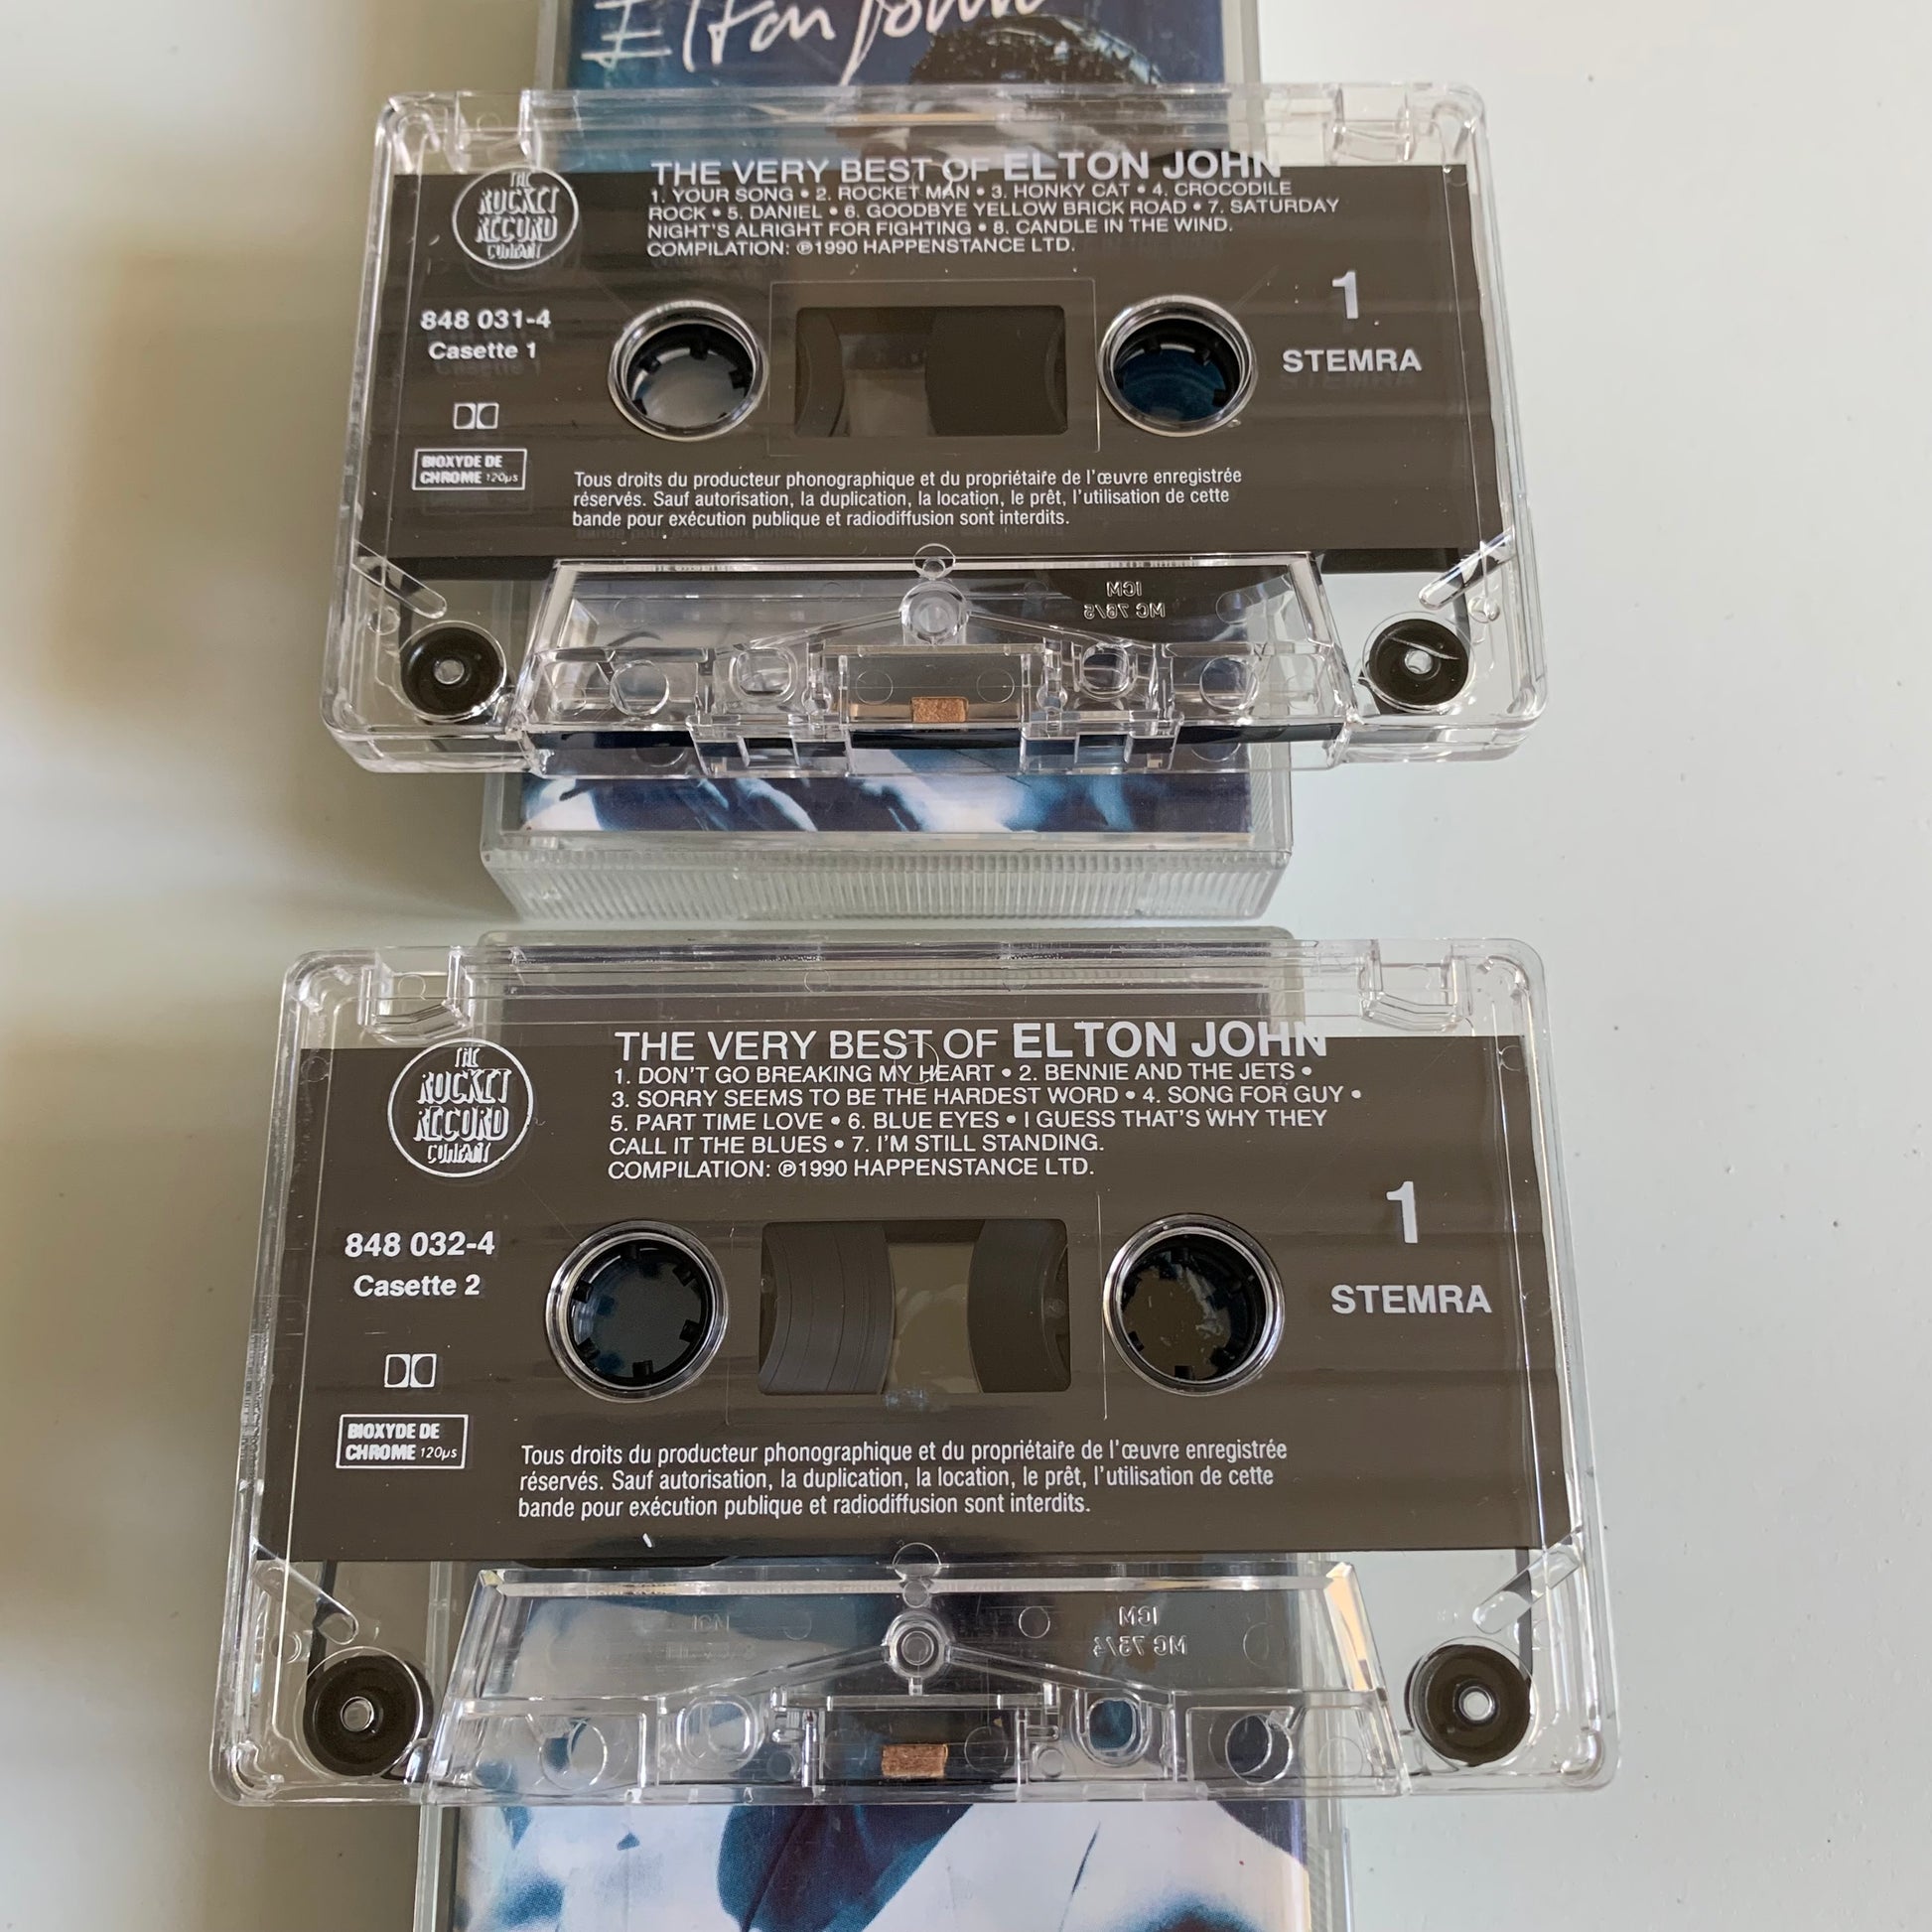 Elton John
THE VERY BEST OF ELTON JOHN
1. YOUR SONG • 2. ROCKET MAN • 3. HONKY CAT • 4. CROCODILE
ROCK • 5. DANIEL • 6. GOODBYE YELLOW BRICK ROAD • 7. SATURDAY
NIGHT'S ALRIGHT FOR FIGHTING • 8. CANDLE IN THE WIND.
COMPILATION: ℗1990 HAPPENSTANCE LTD.
THE
ROCKET
RECORD
COMPANY
848 031-4
Casette 1
1
STEMRA
BIOXYDE DE
CHROME 120µs
Tous droits du producteur phonographique et du propriétaire de l'œuvre enregistrée
réservés. Sauf autorisation, la duplication, la location, le prêt, l'utilisation de cette
bande pour exécution publique et radiodiffusion sont interdits.
ICM
MC 76/5
THE VERY BEST OF ELTON JOHN
1. DON'T GO BREAKING MY HEART • 2. BENNIE AND THE JETS •
3. SORRY SEEMS TO BE THE HARDEST WORD • 4. SONG FOR GUY •
5. PART TIME LOVE • 6. BLUE EYES • I GUESS THAT'S WHY THEY
CALL IT THE BLUES • 7. I'M STILL STANDING.
COMPILATION: ℗1990 HAPPENSTANCE LTD.
THE
ROCKET
RECORD
COMPANY
848 032-4
Casette 2
1
STEMRA
BIOXYDE DE
CHROME 120µs
Tous droits du producteur phonographique et du propriétaire de l'œuvre enregistrée
réservés. Sauf autorisation, la duplication, la location, le prêt, l'utilisation de cette
bande pour exécution publique et radiodiffusion sont interdits.
ICM
MC 73/4